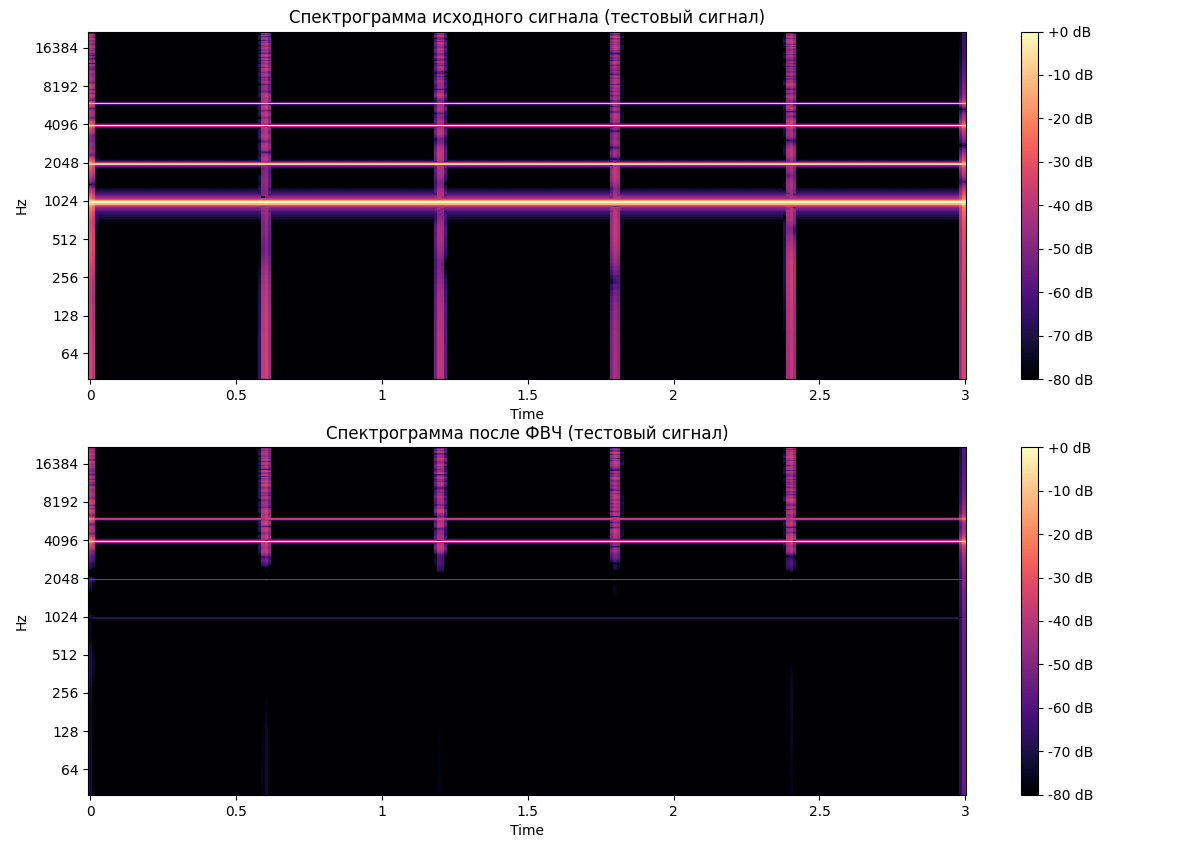 Спектрограмма исходного сигнала (тестовый сигнал)
16384
8192
4096
2048
1024
512
256
128
64
Hz
0 0.5 1 1.5 2 2.5 3
Time
+0 dB
-10 dB
-20 dB
-30 dB
-40 dB
-50 dB
-60 dB
-70 dB
-80 dB
Спектрограмма после ФВЧ (тестовый сигнал)
16384
8192
4096
2048
1024
512
256
128
64
Hz
0 0.5 1 1.5 2 2.5 3
Time
+0 dB
-10 dB
-20 dB
-30 dB
-40 dB
-50 dB
-60 dB
-70 dB
-80 dB